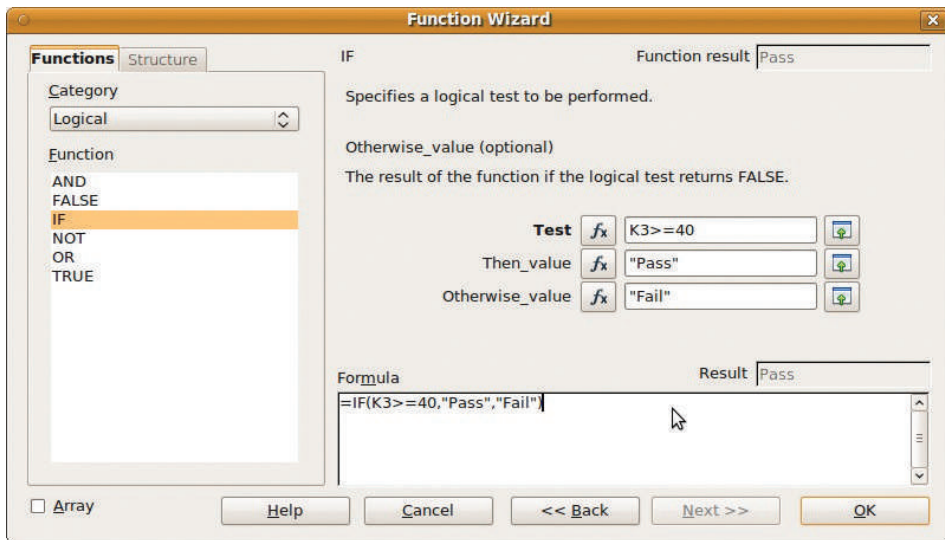 Function Wizard
Functions
Structure
Category
Logical
Function
AND
FALSE
IF
NOT
OR
TRUE
IF
Function result
Pass
Specifies a logical test to be performed.
Otherwise_value (optional)
The result of the function if the logical test returns FALSE.
Test
fx
K3>=40
Then_value
fx
"Pass"
Otherwise_value
fx
"Fail"
Formula
Result
Pass
=IF(K3>=40,"Pass","Fail")
Array
Help
Cancel
<< Back
Next >>
OK